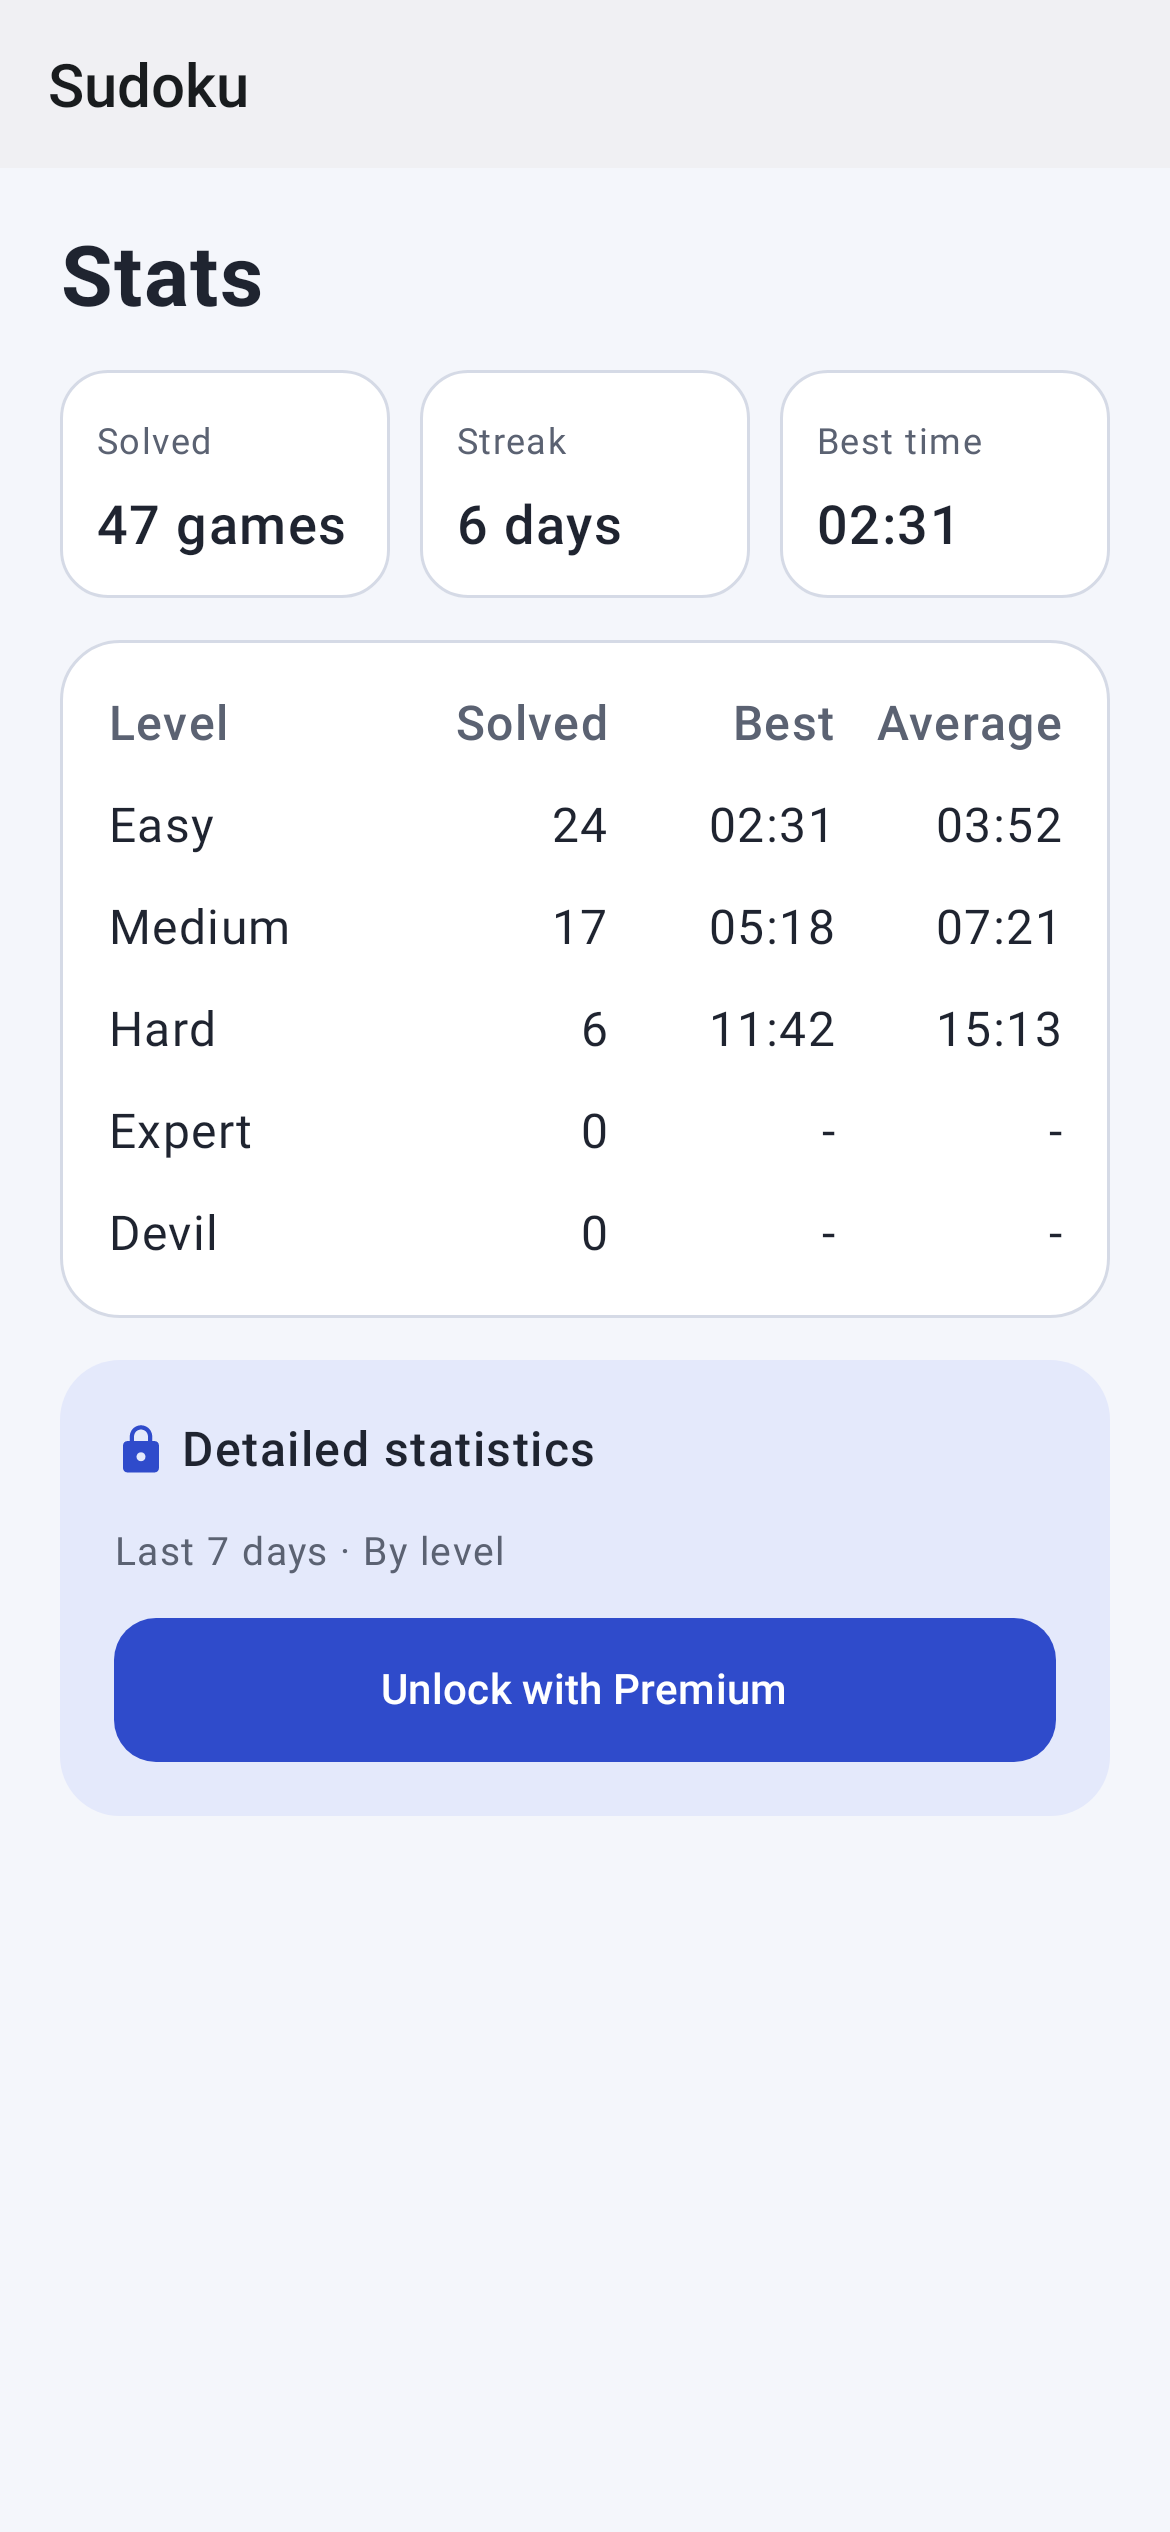 Sudoku
Stats
Solved
47 games
Streak
6 days
Best time
02:31
Level Solved Best Average
Easy 24 02:31 03:52
Medium 17 05:18 07:21
Hard 6 11:42 15:13
Expert 0 - -
Devil 0 - -
Detailed statistics
Last 7 days · By level
Unlock with Premium